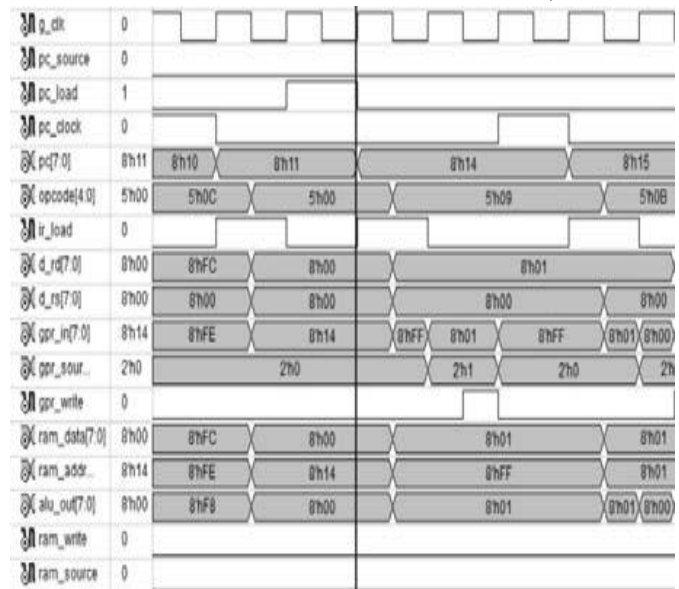 g_clk 0
pc_source 0
pc_load 1
pc_clock 0
pc[7:0] 8'h11 8'h10 8'h11 8'h14 8'h15
opcode[4:0] 5'h00 5'h0C 5'h00 5'h09 5'h0B
ir_load 0
d_rd[7:0] 8'h00 8'hFC 8'h00 8'h01
d_rs[7:0] 8'h00 8'h00 8'h00 8'h00 8'h00
gpr_in[7:0] 8'h14 8'hFE 8'h14 8'hFF 8'h01 8'hFF 8'h01 8'h00
gpr_sour... 2'h0 2'h0 2'h1 2'h0 2'h
gpr_write 0
ram_data[7:0] 8'h00 8'hFC 8'h00 8'h01 8'h01
ram_addr... 8'h14 8'hFE 8'h14 8'hFF 8'h01
alu_out[7:0] 8'h00 8'hF8 8'h00 8'h01 8'h01 8'h00
ram_write 0
ram_source 0